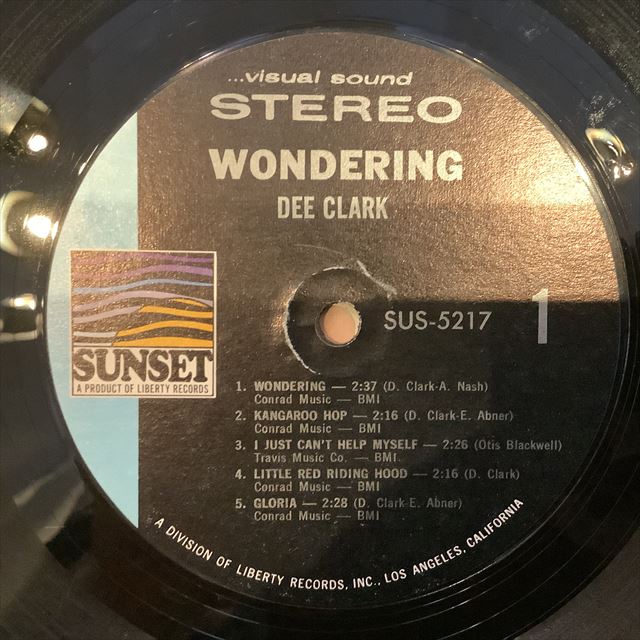 ...visual sound
STEREO
WONDERING
DEE CLARK
SUNSET
A PRODUCT OF LIBERTY RECORDS
SUS-5217
1
1. WONDERING — 2:37 (D. Clark-A. Nash)
Conrad Music — BMI
2. KANGAROO HOP — 2:16 (D. Clark-E. Abner)
Conrad Music — BMI
3. I JUST CAN'T HELP MYSELF — 2:26 (Otis Blackwell)
Travis Music Co. — BMI.
4. LITTLE RED RIDING HOOD — 2:16 (D. Clark)
Conrad Music — BMI
5. GLORIA — 2:28 (D. Clark-E. Abner)
Conrad Music — BMI
A DIVISION OF LIBERTY RECORDS, INC., LOS ANGELES, CALIFORNIA